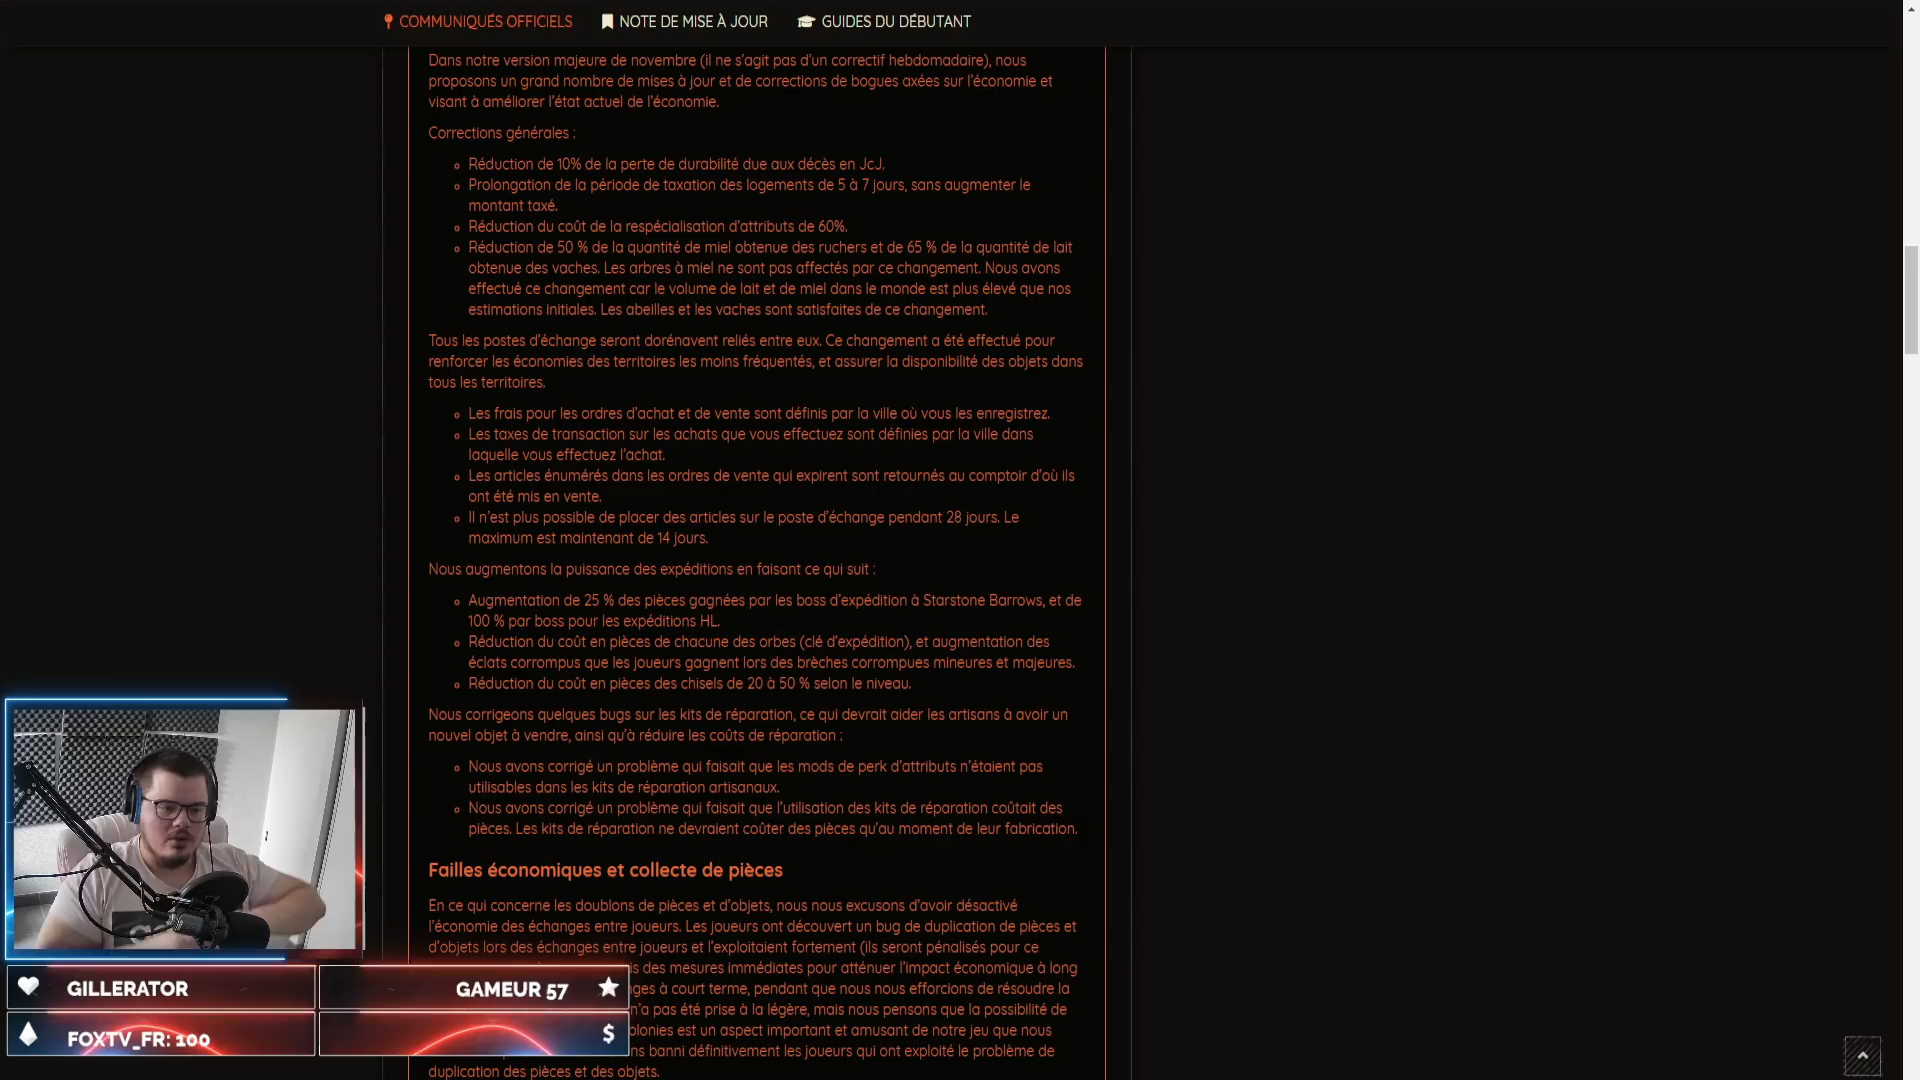 COMMUNIQUÉS OFFICIELS
NOTE DE MISE À JOUR
GUIDES DU DÉBUTANT
Dans notre version majeure de novembre (il ne s'agit pas d'un correctif hebdomadaire), nous
proposons un grand nombre de mises à jour et de corrections de bogues axées sur l'économie et
visant à améliorer l'état actuel de l'économie.
Corrections générales :
Réduction de 10% de la perte de durabilité due aux décès en JcJ.
Prolongation de la période de taxation des logements de 5 à 7 jours, sans augmenter le
montant taxé.
Réduction du coût de la respécialisation d'attributs de 60%.
Réduction de 50 % de la quantité de miel obtenue des ruchers et de 65 % de la quantité de lait
obtenue des vaches. Les arbres à miel ne sont pas affectés par ce changement. Nous avons
effectué ce changement car le volume de lait et de miel dans le monde est plus élevé que nos
estimations initiales. Les abeilles et les vaches sont satisfaites de ce changement.
Tous les postes d'échange seront dorénavent reliés entre eux. Ce changement a été effectué pour
renforcer les économies des territoires les moins fréquentés, et assurer la disponibilité des objets dans
tous les territoires.
Les frais pour les ordres d'achat et de vente sont définis par la ville où vous les enregistrez.
Les taxes de transaction sur les achats que vous effectuez sont définies par la ville dans
laquelle vous effectuez l'achat.
Les articles énumérés dans les ordres de vente qui expirent sont retournés au comptoir d'où ils
ont été mis en vente.
Il n'est plus possible de placer des articles sur le poste d'échange pendant 28 jours. Le
maximum est maintenant de 14 jours.
Nous augmentons la puissance des expéditions en faisant ce qui suit :
Augmentation de 25 % des pièces gagnées par les boss d'expédition à Starstone Barrows, et de
100 % par boss pour les expéditions HL.
Réduction du coût en pièces de chacune des orbes (clé d'expédition), et augmentation des
éclats corrompus que les joueurs gagnent lors des brèches corrompues mineures et majeures.
Réduction du coût en pièces des chisels de 20 à 50 % selon le niveau.
Nous corrigeons quelques bugs sur les kits de réparation, ce qui devrait aider les artisans à avoir un
nouvel objet à vendre, ainsi qu'à réduire les coûts de réparation :
Nous avons corrigé un problème qui faisait que les mods de perk d'attributs n'étaient pas
utilisables dans les kits de réparation artisanaux.
Nous avons corrigé un problème qui faisait que l'utilisation des kits de réparation coûtait des
pièces. Les kits de réparation ne devraient coûter des pièces qu'au moment de leur fabrication.
Failles économiques et collecte de pièces
En ce qui concerne les doublons de pièces et d'objets, nous nous excusons d'avoir désactivé
l'économie des échanges entre joueurs. Les joueurs ont découvert un bug de duplication de pièces et
d'objets lors des échanges entre joueurs et l'exploitaient fortement (ils seront pénalisés pour ce
is des mesures immédiates pour atténuer l'impact économique à long
nges à court terme, pendant que nous nous efforcions de résoudre la
n'a pas été prise à la légère, mais nous pensons que la possibilité de
olonies est un aspect important et amusant de notre jeu que nous
ns banni définitivement les joueurs qui ont exploité le problème de
duplication des pièces et des objets.
GILLERATOR
GAMEUR 57
FOXTV_FR: 100
$